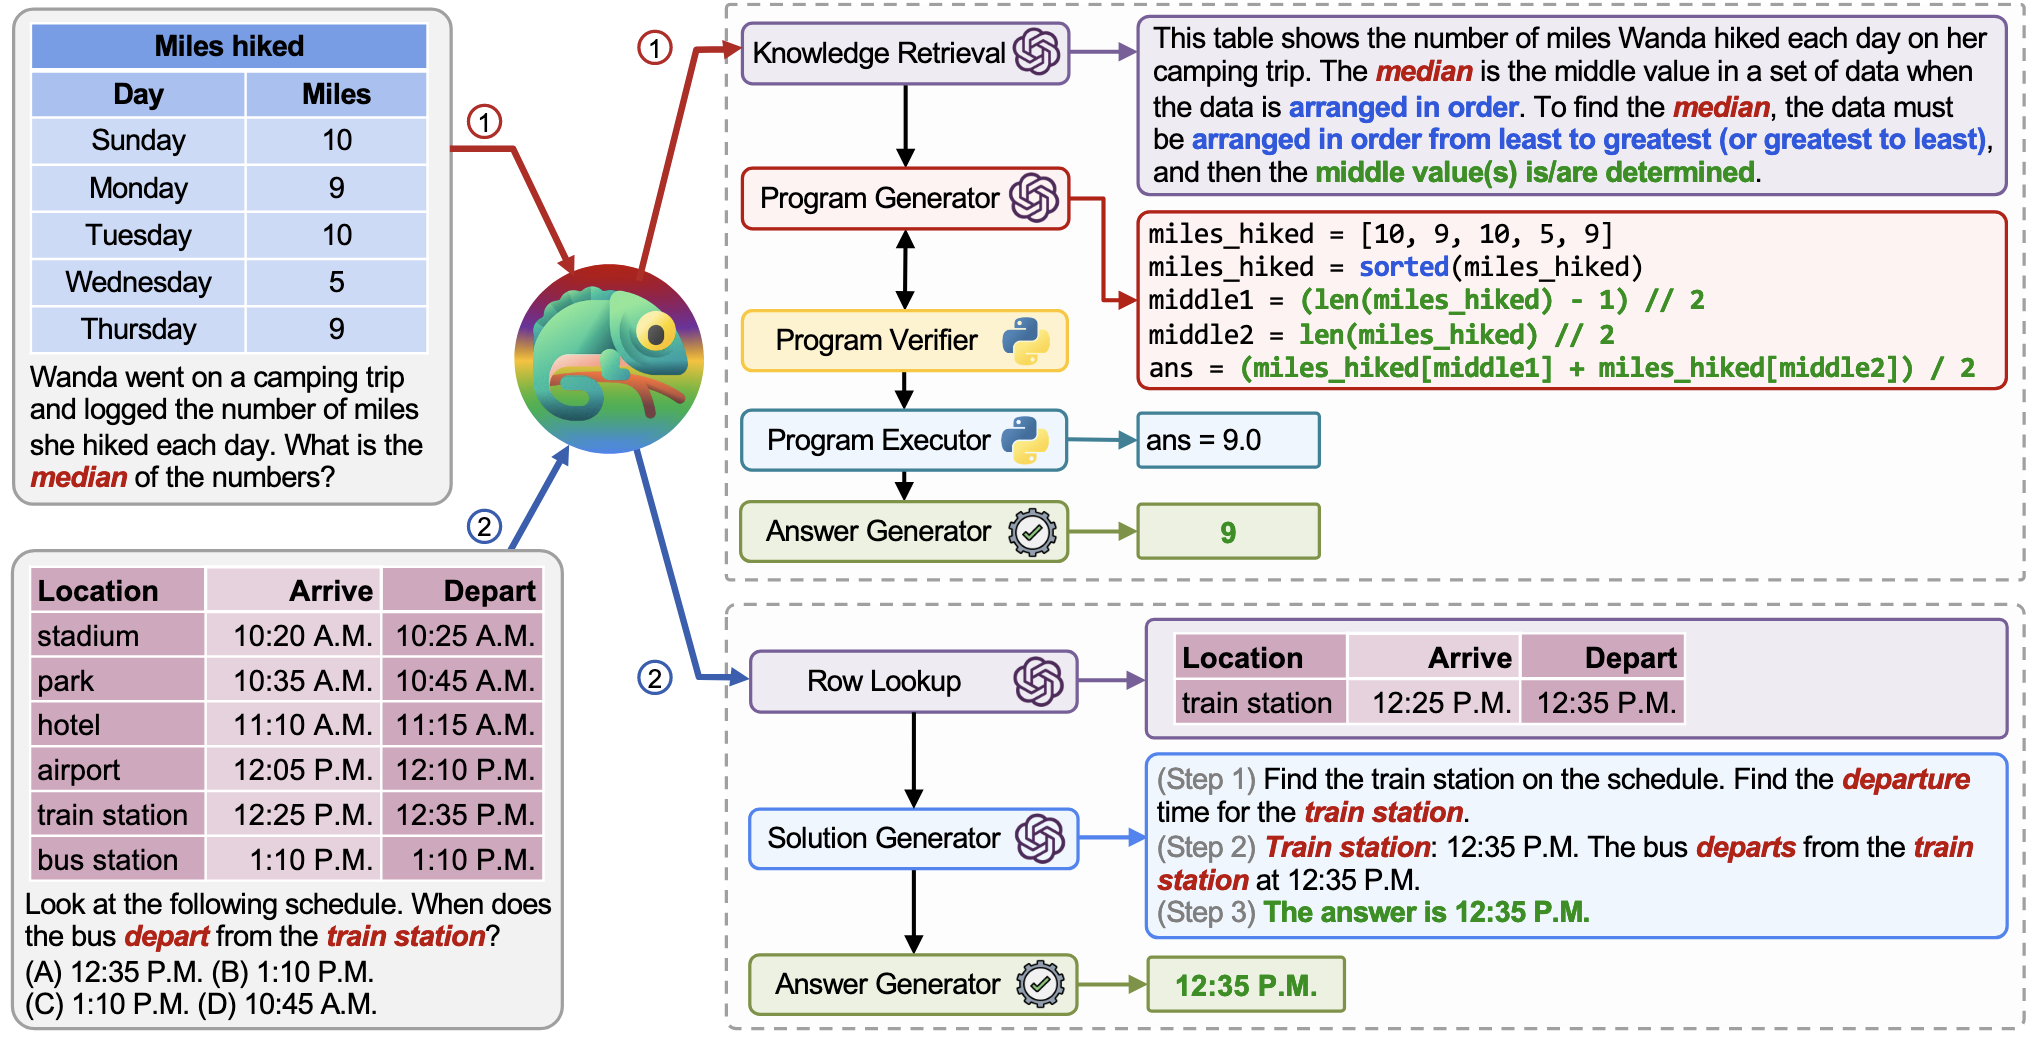 Miles hiked
Day Miles
Sunday 10
Monday 9
Tuesday 10
Wednesday 5
Thursday 9
Wanda went on a camping trip
and logged the number of miles
she hiked each day. What is the
median of the numbers?
1
2
Location Arrive Depart
stadium 10:20 A.M. 10:25 A.M.
park 10:35 A.M. 10:45 A.M.
hotel 11:10 A.M. 11:15 A.M.
airport 12:05 P.M. 12:10 P.M.
train station 12:25 P.M. 12:35 P.M.
bus station 1:10 P.M. 1:10 P.M.
Look at the following schedule. When does
the bus depart from the train station?
(A) 12:35 P.M. (B) 1:10 P.M.
(C) 1:10 P.M. (D) 10:45 A.M.
1
Knowledge Retrieval
This table shows the number of miles Wanda hiked each day on her
camping trip. The median is the middle value in a set of data when
the data is arranged in order. To find the median, the data must
be arranged in order from least to greatest (or greatest to least),
and then the middle value(s) is/are determined.
Program Generator
miles_hiked = [10, 9, 10, 5, 9]
miles_hiked = sorted(miles_hiked)
middle1 = (len(miles_hiked) - 1) // 2
middle2 = len(miles_hiked) // 2
ans = (miles_hiked[middle1] + miles_hiked[middle2]) / 2
Program Verifier
Program Executor
ans = 9.0
Answer Generator
9
2
Row Lookup
Location Arrive Depart
train station 12:25 P.M. 12:35 P.M.
Solution Generator
(Step 1) Find the train station on the schedule. Find the departure
time for the train station.
(Step 2) Train station: 12:35 P.M. The bus departs from the train
station at 12:35 P.M.
(Step 3) The answer is 12:35 P.M.
Answer Generator
12:35 P.M.